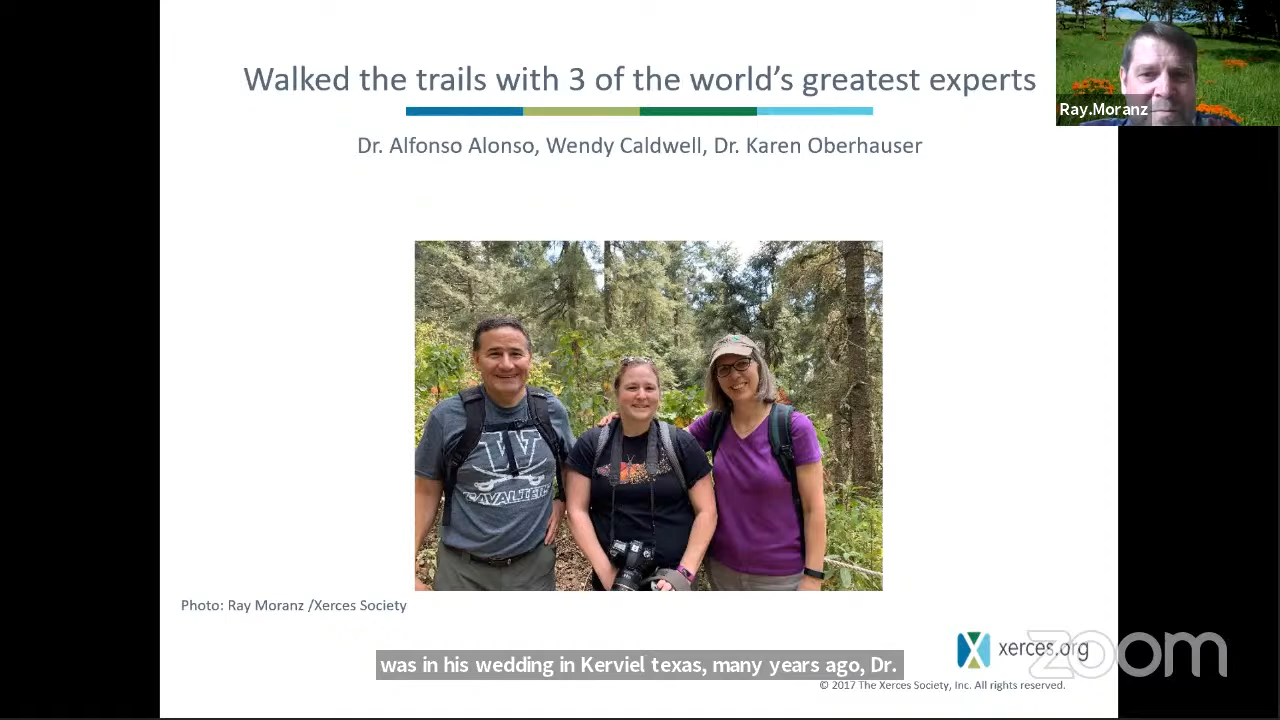 Walked the trails with 3 of the world's greatest experts
Ray.Moranz
Dr. Alfonso Alonso, Wendy Caldwell, Dr. Karen Oberhauser
V
CAVALIERS
Photo: Ray Moranz /Xerces Society
xerces.org
zoom
was in his wedding in Kerviel texas, many years ago, Dr.
© 2017 The Xerces Society, Inc. All rights reserved.